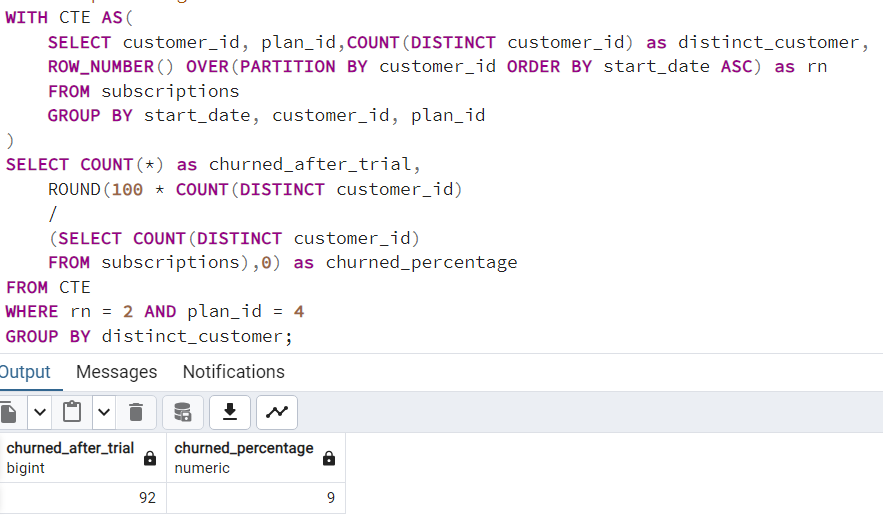 WITH CTE AS(
SELECT customer_id, plan_id,COUNT(DISTINCT customer_id) as distinct_customer,
ROW_NUMBER() OVER(PARTITION BY customer_id ORDER BY start_date ASC) as rn
FROM subscriptions
GROUP BY start_date, customer_id, plan_id
)
SELECT COUNT(*) as churned_after_trial,
ROUND(100 * COUNT(DISTINCT customer_id)
/
(SELECT COUNT(DISTINCT customer_id)
FROM subscriptions),0) as churned_percentage
FROM CTE
WHERE rn = 2 AND plan_id = 4
GROUP BY distinct_customer;
Output Messages Notifications
churned_after_trial churned_percentage
bigint numeric
92 9